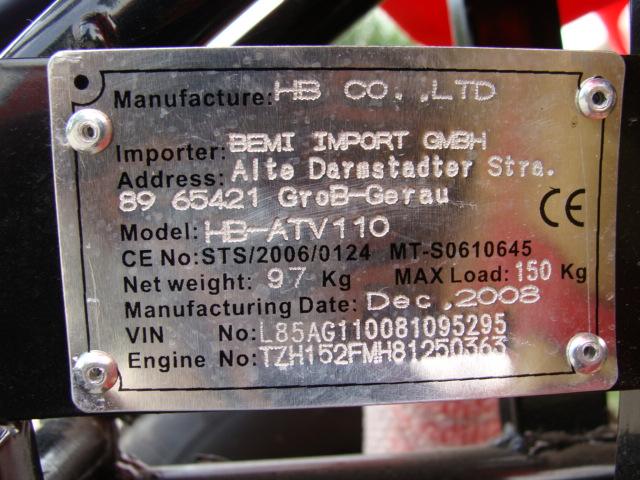 Manufacture: HB CO. ,LTD
Importer: BEMI IMPORT GMBH
Address: Alte Darmstadter Stra.
89 65421 GroB-Gerau
Model: HB-ATV110
CE
CE No: STS/2006/0124 MT-S0610645
Net weight: 97 Kg MAX Load: 150 Kg
Manufacturing Date: Dec ,2008
VIN No: L85AG110081095295
Engine No: TZH152FMH81250363